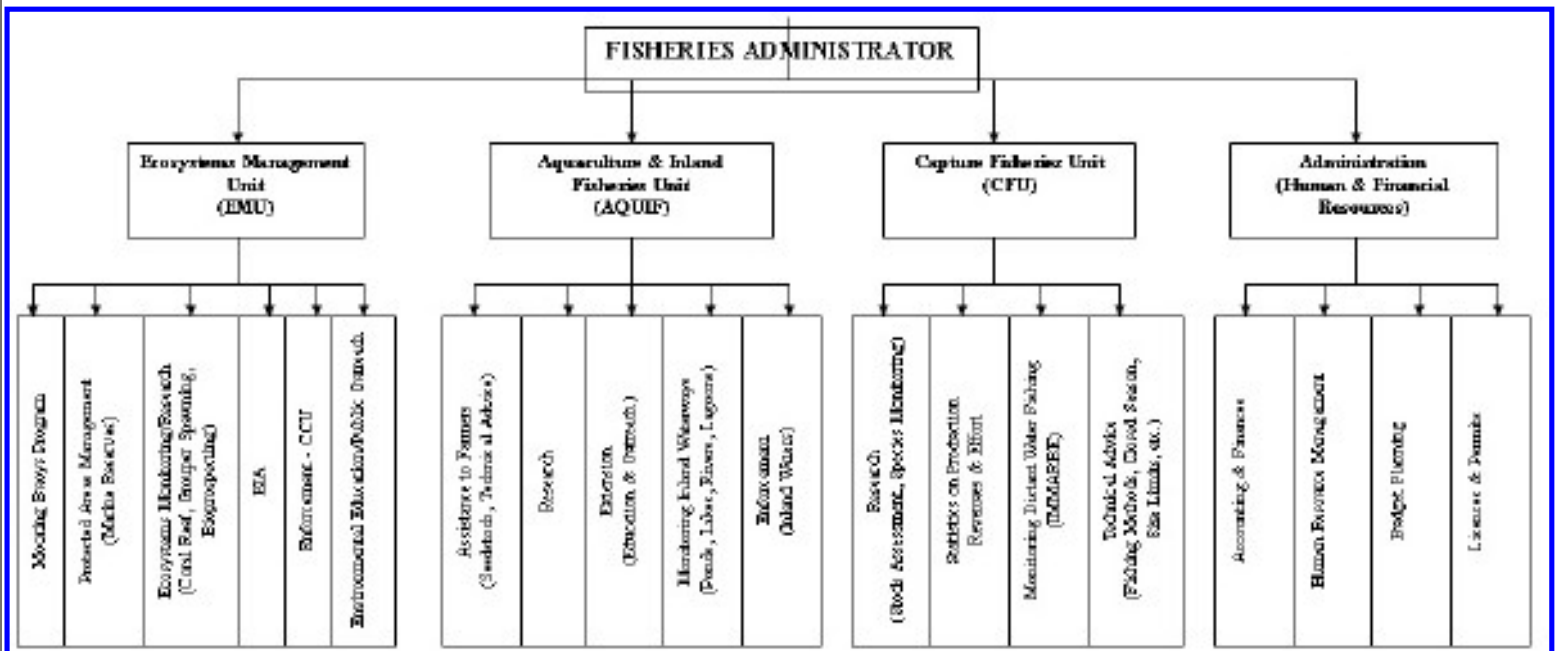 FISHERIES ADMINISTRATOR
Ecosystems Management
Unit
(EMU)
Aquaculture & Inland
Fisheries Unit
(AQUIF)
Capture Fisheries Unit
(CFU)
Administration
(Human & Financial
Resources)
Mooring Buoys Program
Protected Areas Management
(Marine Reserves)
Ecosystems Monitoring/Research
(Coral Reef, Grouper Spawning,
Bioprospecting)
EIA
Enforcement - CCU
Environmental Education/Public Outreach
Assistance to Farmers
(Seedstock, Technical Advice)
Research
Extension
(Education & Outreach)
Monitoring Inland Waterways
(Ponds, Lakes, Rivers, Lagoons)
Enforcement
(Inland Waters)
Research
(Stock Assessment, Species Monitoring)
Statistics on Production
Revenues & Effort
Monitoring Distant Water Fishing
(IMMARBE)
Technical Advice
(Fishing Methods, Closed Season,
Size Limits, etc.)
Accounting & Finances
Human Resource Management
Budget Planning
Licenses & Permits